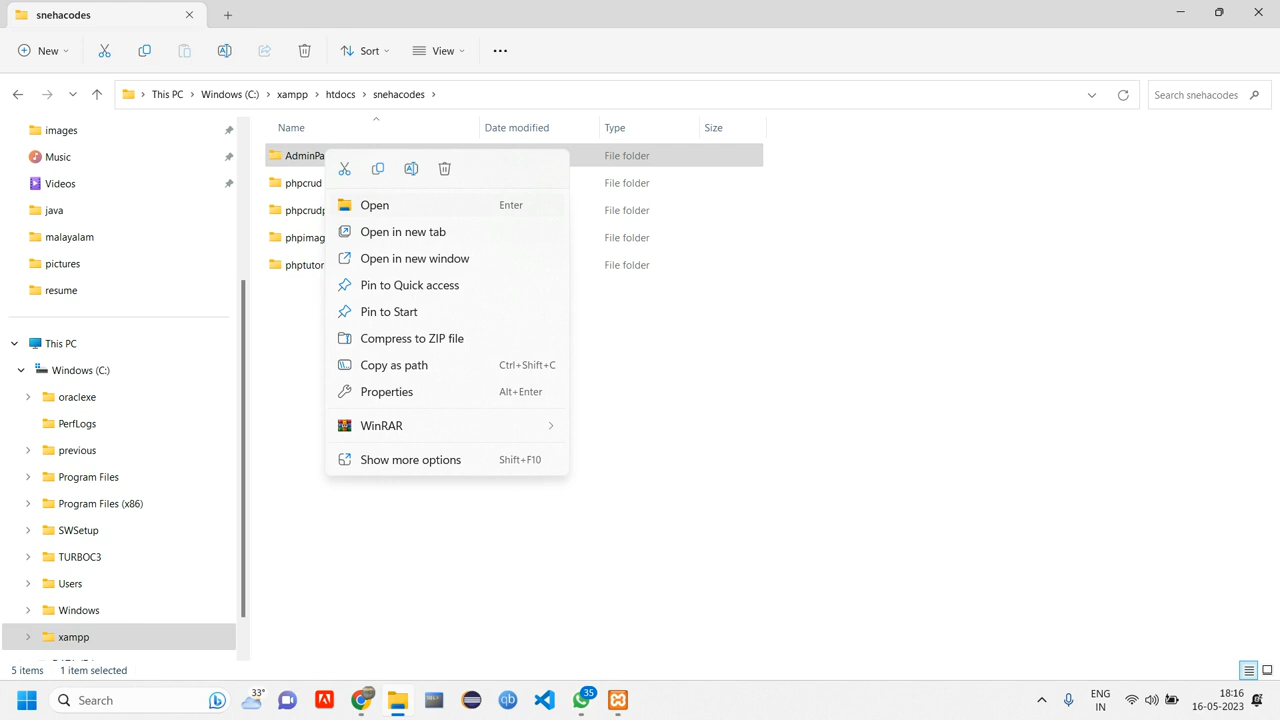 snehacodes
New
Sort
View
This PC
Windows (C:)
xampp
htdocs
snehacodes
Search snehacodes
images
Music
Videos
java
malayalam
pictures
resume
This PC
Windows (C:)
oraclexe
PerfLogs
previous
Program Files
Program Files (x86)
SWSetup
TURBOC3
Users
Windows
xampp
Name Date modified Type Size
AdminPa File folder
phpcrud File folder
phpcrudp File folder
phpimag File folder
phptutor File folder
Open Enter
Open in new tab
Open in new window
Pin to Quick access
Pin to Start
Compress to ZIP file
Copy as path Ctrl+Shift+C
Properties Alt+Enter
WinRAR
Show more options Shift+F10
5 items 1 item selected
Search
33°
qb
35
ENG
IN
18:16
16-05-2023